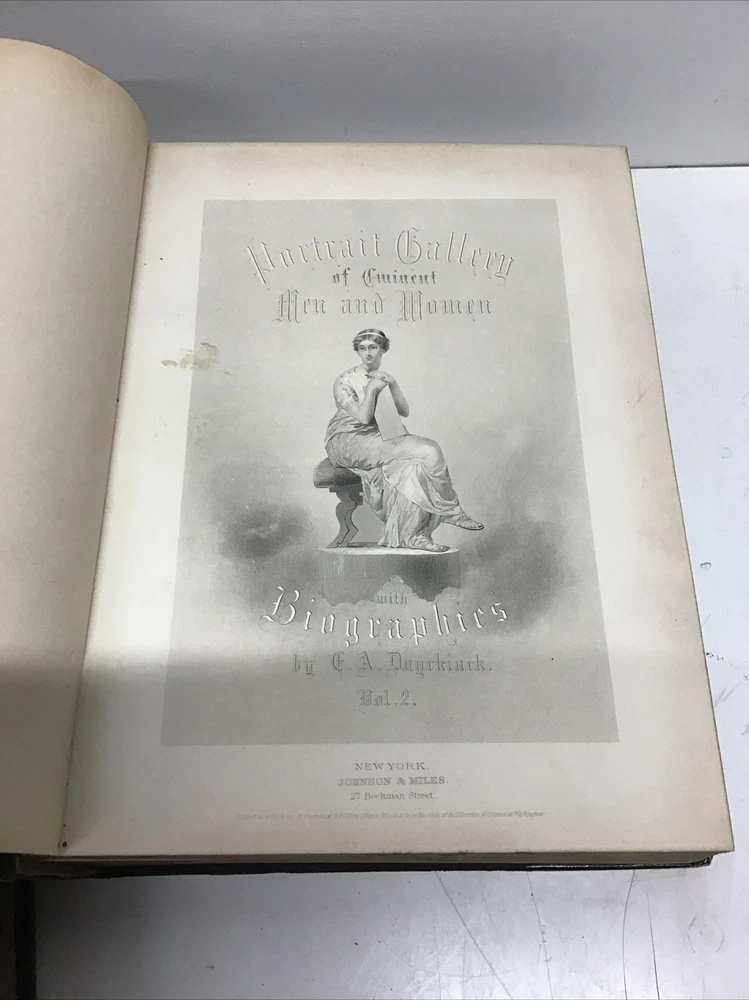 Portrait Gallery
of Eminent
Men and Women
with
Biographies
by E. A. Duyckinck.
Vol. 2.
NEW YORK.
JOHNSON & MILES.
27 Beekman Street.